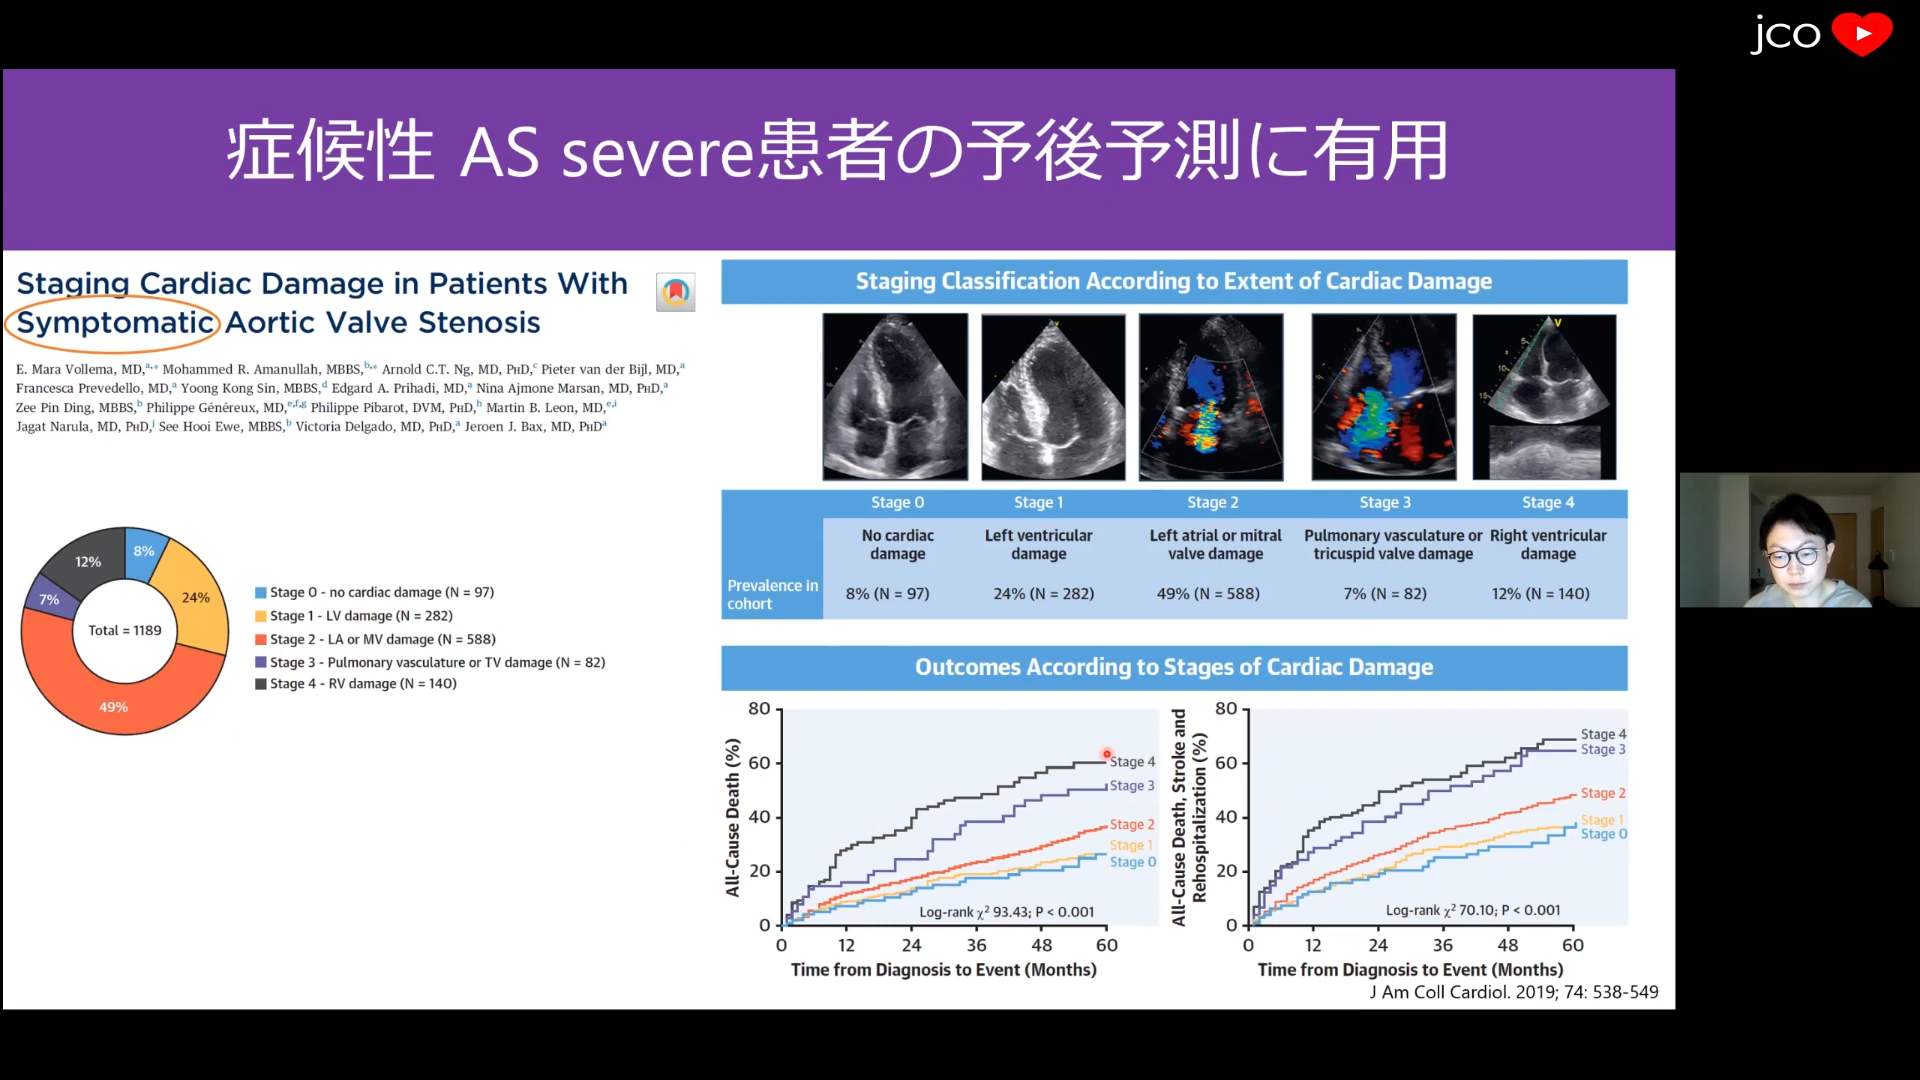 jco
症候性 AS severe患者の予後予測に有用
Staging Cardiac Damage in Patients With
Symptomatic Aortic Valve Stenosis
E. Mara Vollema, MD,a,* Mohammed R. Amanullah, MBBS,b,* Arnold C.T. Ng, MD, PhD,c Pieter van der Bijl, MD,a
Francesca Prevedello, MD,a Yoong Kong Sin, MBBS,d Edgard A. Prihadi, MD,a Nina Ajmone Marsan, MD, PhD,a
Zee Pin Ding, MBBS,b Philippe Généreux, MD,e,f,g Philippe Pibarot, DVM, PhD,h Martin B. Leon, MD,e,i
Jagat Narula, MD, PhD,j See Hooi Ewe, MBBS,b Victoria Delgado, MD, PhD,a Jeroen J. Bax, MD, PhDa
8%
24%
49%
7%
12%
Total = 1189
Stage 0 - no cardiac damage (N = 97)
Stage 1 - LV damage (N = 282)
Stage 2 - LA or MV damage (N = 588)
Stage 3 - Pulmonary vasculature or TV damage (N = 82)
Stage 4 - RV damage (N = 140)
Staging Classification According to Extent of Cardiac Damage
V
5
10
15
Stage 0 Stage 1 Stage 2 Stage 3 Stage 4
No cardiac damage
Left ventricular damage
Left atrial or mitral valve damage
Pulmonary vasculature or tricuspid valve damage
Right ventricular damage
Prevalence in cohort
8% (N = 97) 24% (N = 282) 49% (N = 588) 7% (N = 82) 12% (N = 140)
Outcomes According to Stages of Cardiac Damage
All-Cause Death (%)
80
60
40
20
0
Stage 4
Stage 3
Stage 2
Stage 1
Stage 0
Log-rank χ² 93.43; P < 0.001
0 12 24 36 48 60
Time from Diagnosis to Event (Months)
All-Cause Death, Stroke and
Rehospitalization (%)
80
60
40
20
0
Stage 4
Stage 3
Stage 2
Stage 1
Stage 0
Log-rank χ² 70.10; P < 0.001
0 12 24 36 48 60
Time from Diagnosis to Event (Months)
J Am Coll Cardiol. 2019; 74: 538-549